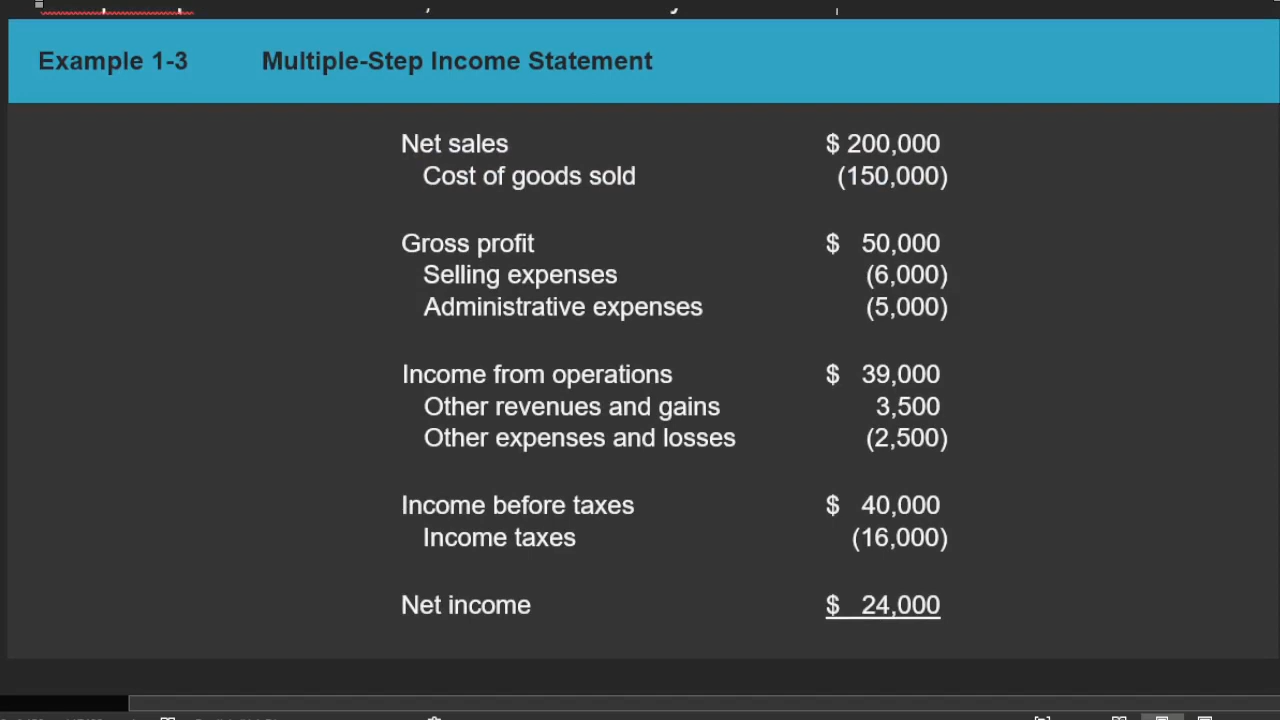 Example 1-3 Multiple-Step Income Statement
Net sales $ 200,000
Cost of goods sold (150,000)
Gross profit $ 50,000
Selling expenses (6,000)
Administrative expenses (5,000)
Income from operations $ 39,000
Other revenues and gains 3,500
Other expenses and losses (2,500)
Income before taxes $ 40,000
Income taxes (16,000)
Net income $ 24,000